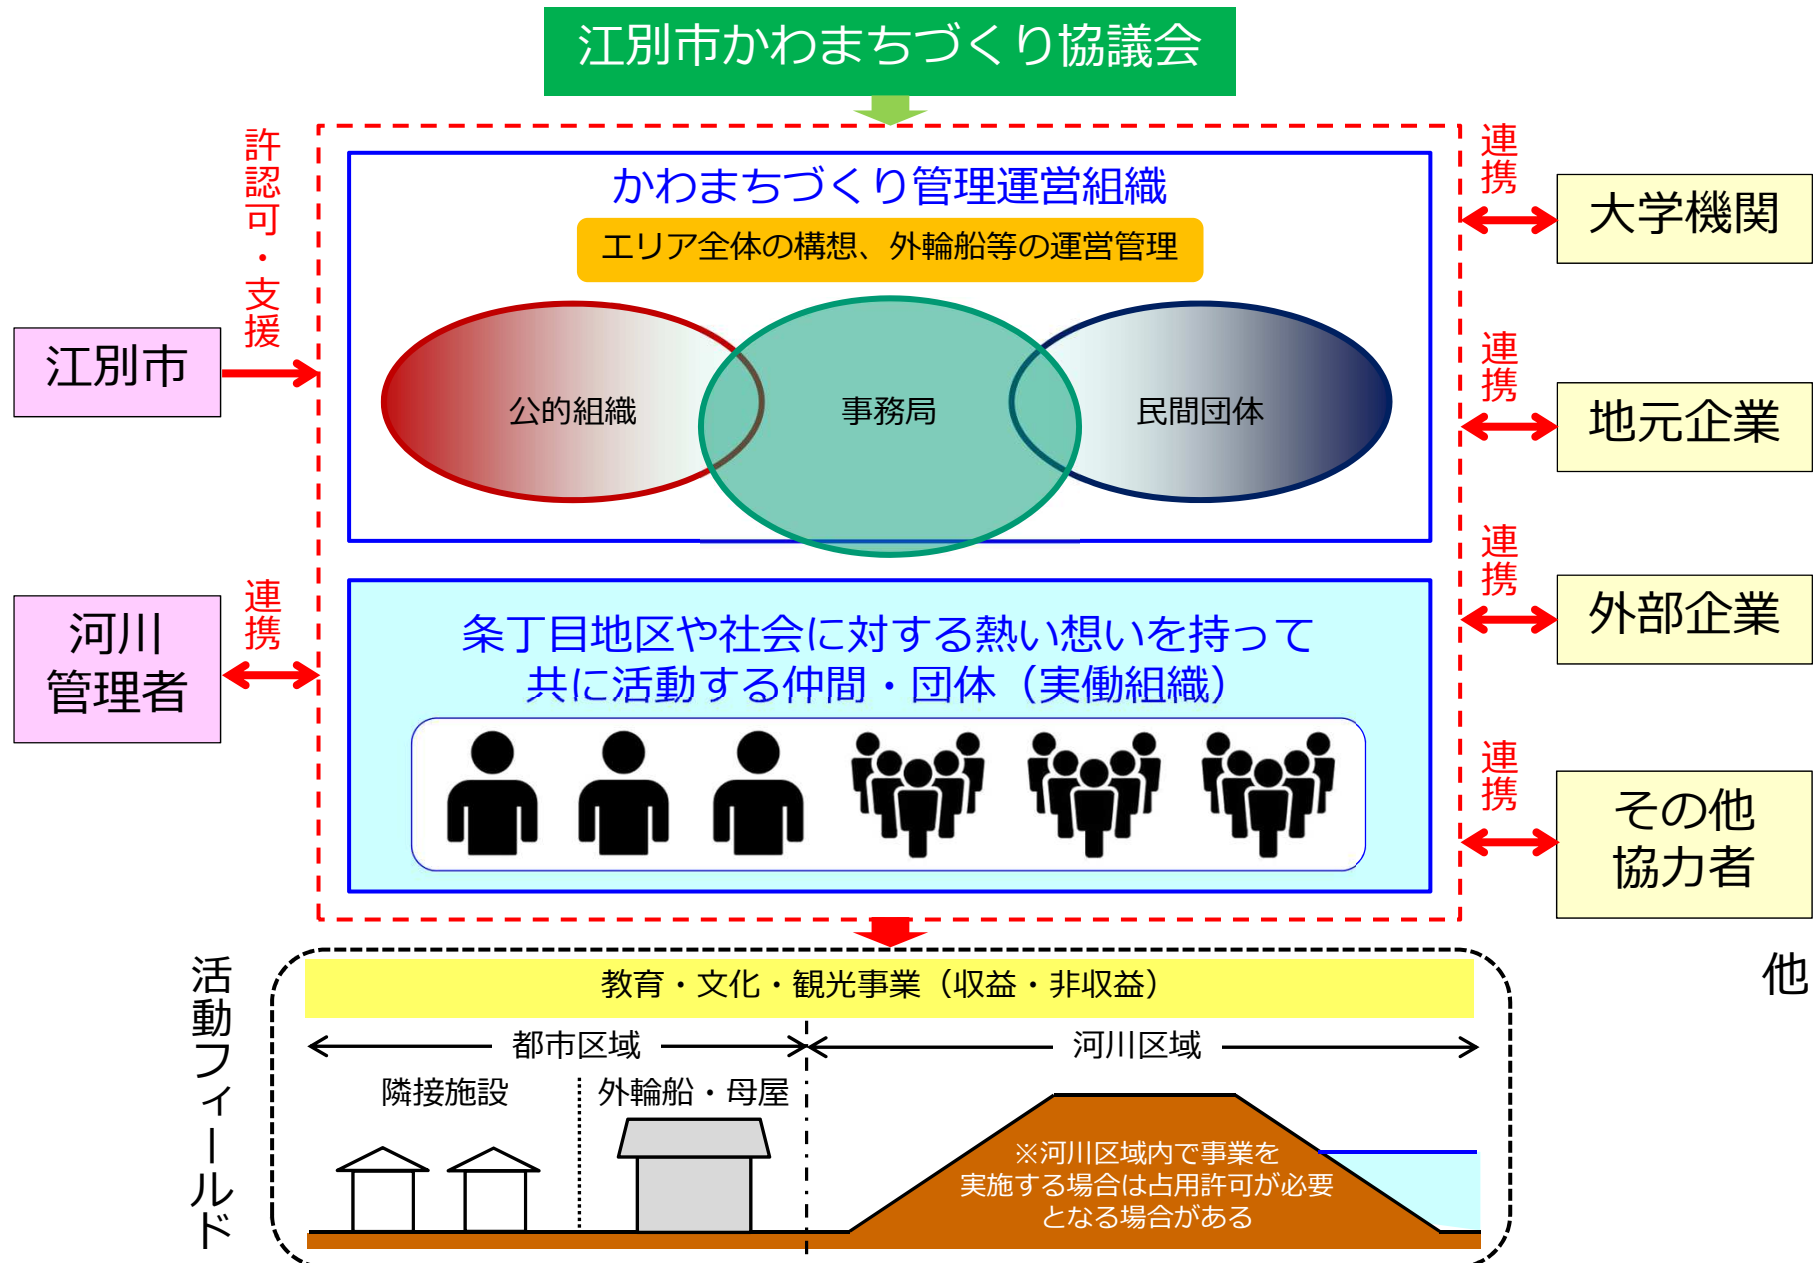 江別市かわまちづくり協議会
許認可・支援
江別市
連携
河川
管理者
かわまちづくり管理運営組織
エリア全体の構想、外輪船等の運営管理
公的組織
事務局
民間団体
条丁目地区や社会に対する熱い想いを持って
共に活動する仲間・団体（実働組織）
連携
大学機関
連携
地元企業
連携
外部企業
連携
その他
協力者
他
活動フィールド
教育・文化・観光事業（収益・非収益）
都市区域
河川区域
隣接施設
外輪船・母屋
※河川区域内で事業を
実施する場合は占用許可が必要
となる場合がある